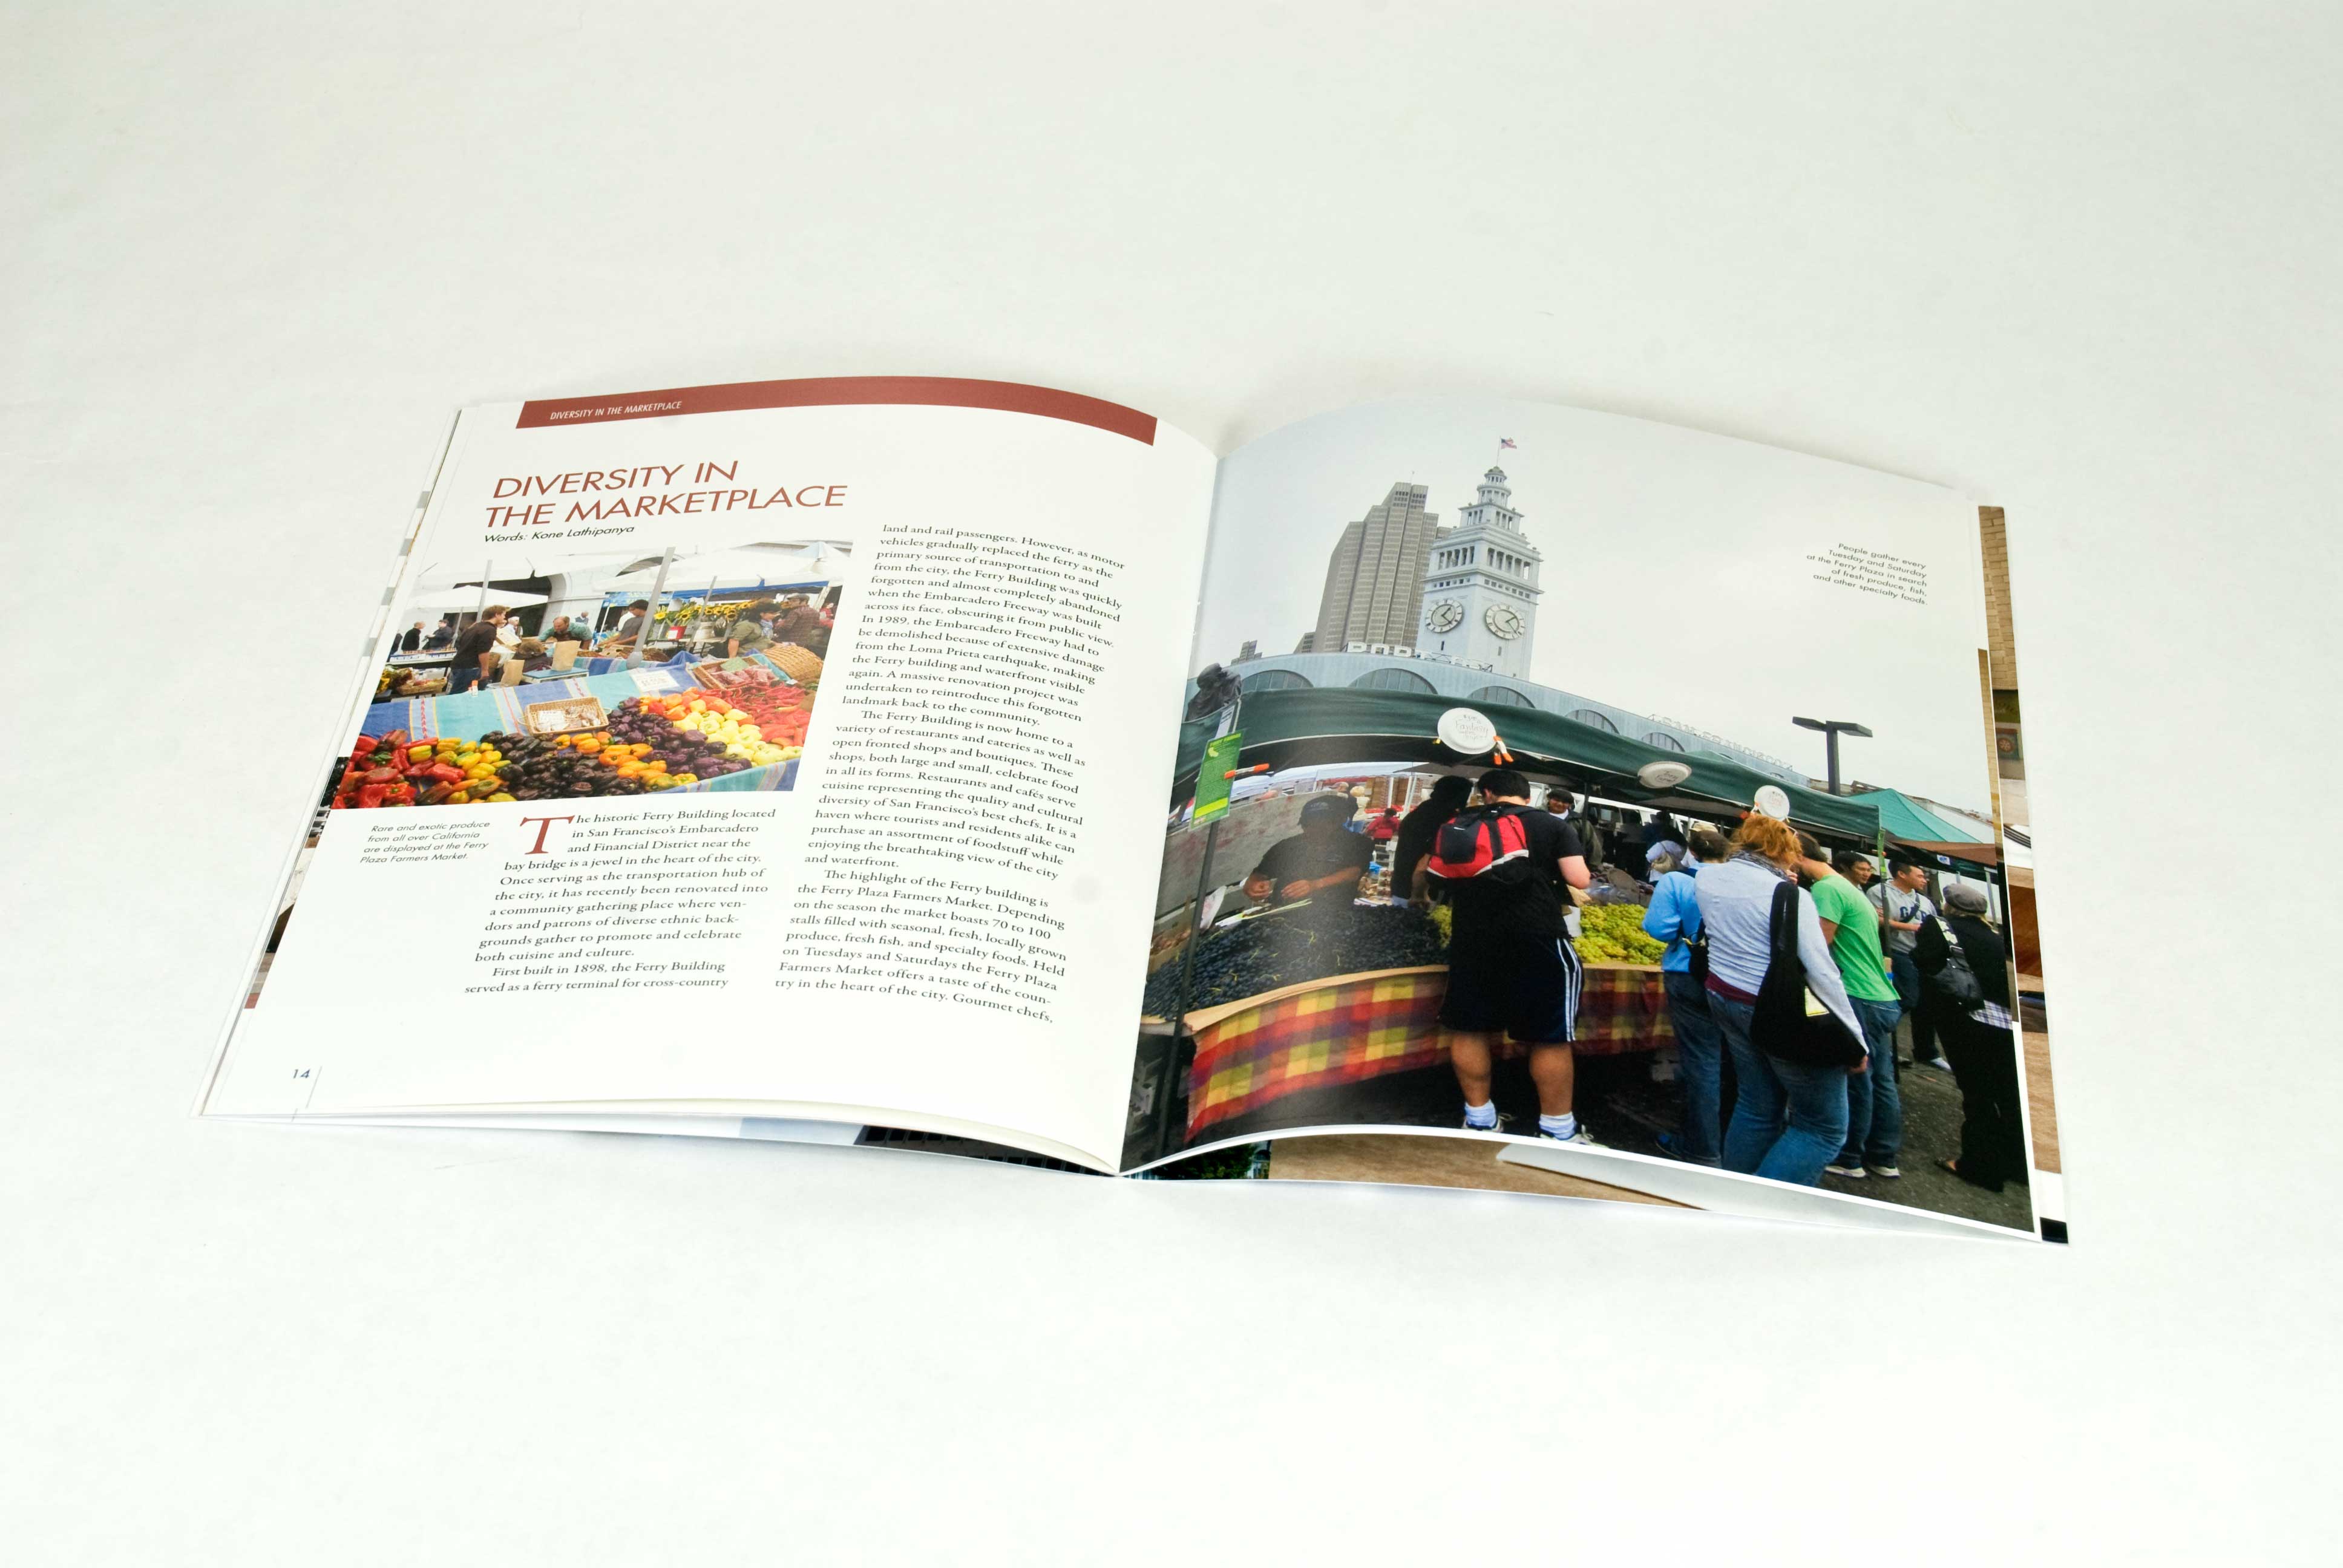 DIVERSITY IN THE MARKETPLACE
DIVERSITY IN
THE MARKETPLACE
Words: Kone Lathipanya
Rare and exotic produce
from all over California
are displayed at the Ferry
Plaza Farmers Market.
The historic Ferry Building located
in San Francisco's Embarcadero
and Financial District near the
bay bridge is a jewel in the heart of the city.
Once serving as the transportation hub of
the city, it has recently been renovated into
a community gathering place where ven-
dors and patrons of diverse ethnic back-
grounds gather to promote and celebrate
both cuisine and culture.
First built in 1898, the Ferry Building
served as a ferry terminal for cross-country
land and rail passengers. However, as motor
vehicles gradually replaced the ferry as the
primary source of transportation to and
from the city, the Ferry Building was quickly
forgotten and almost completely abandoned
when the Embarcadero Freeway was built
across its face, obscuring it from public view.
In 1989, the Embarcadero Freeway had to
be demolished because of extensive damage
from the Loma Prieta earthquake, making
the Ferry building and waterfront visible
again. A massive renovation project was
undertaken to reintroduce this forgotten
landmark back to the community.
The Ferry Building is now home to a
variety of restaurants and eateries as well as
open fronted shops and boutiques. These
shops, both large and small, celebrate food
in all its forms. Restaurants and cafés serve
cuisine representing the quality and cultural
diversity of San Francisco's best chefs. It is a
haven where tourists and residents alike can
purchase an assortment of foodstuff while
enjoying the breathtaking view of the city
and waterfront.
The highlight of the Ferry building is
the Ferry Plaza Farmers Market. Depending
on the season the market boasts 70 to 100
stalls filled with seasonal, fresh, locally grown
produce, fresh fish, and specialty foods. Held
on Tuesdays and Saturdays the Ferry Plaza
Farmers Market offers a taste of the coun-
try in the heart of the city. Gourmet chefs,
14
People gather every
Tuesday and Saturday
at the Ferry Plaza in search
of fresh produce, fish,
and other specialty foods.